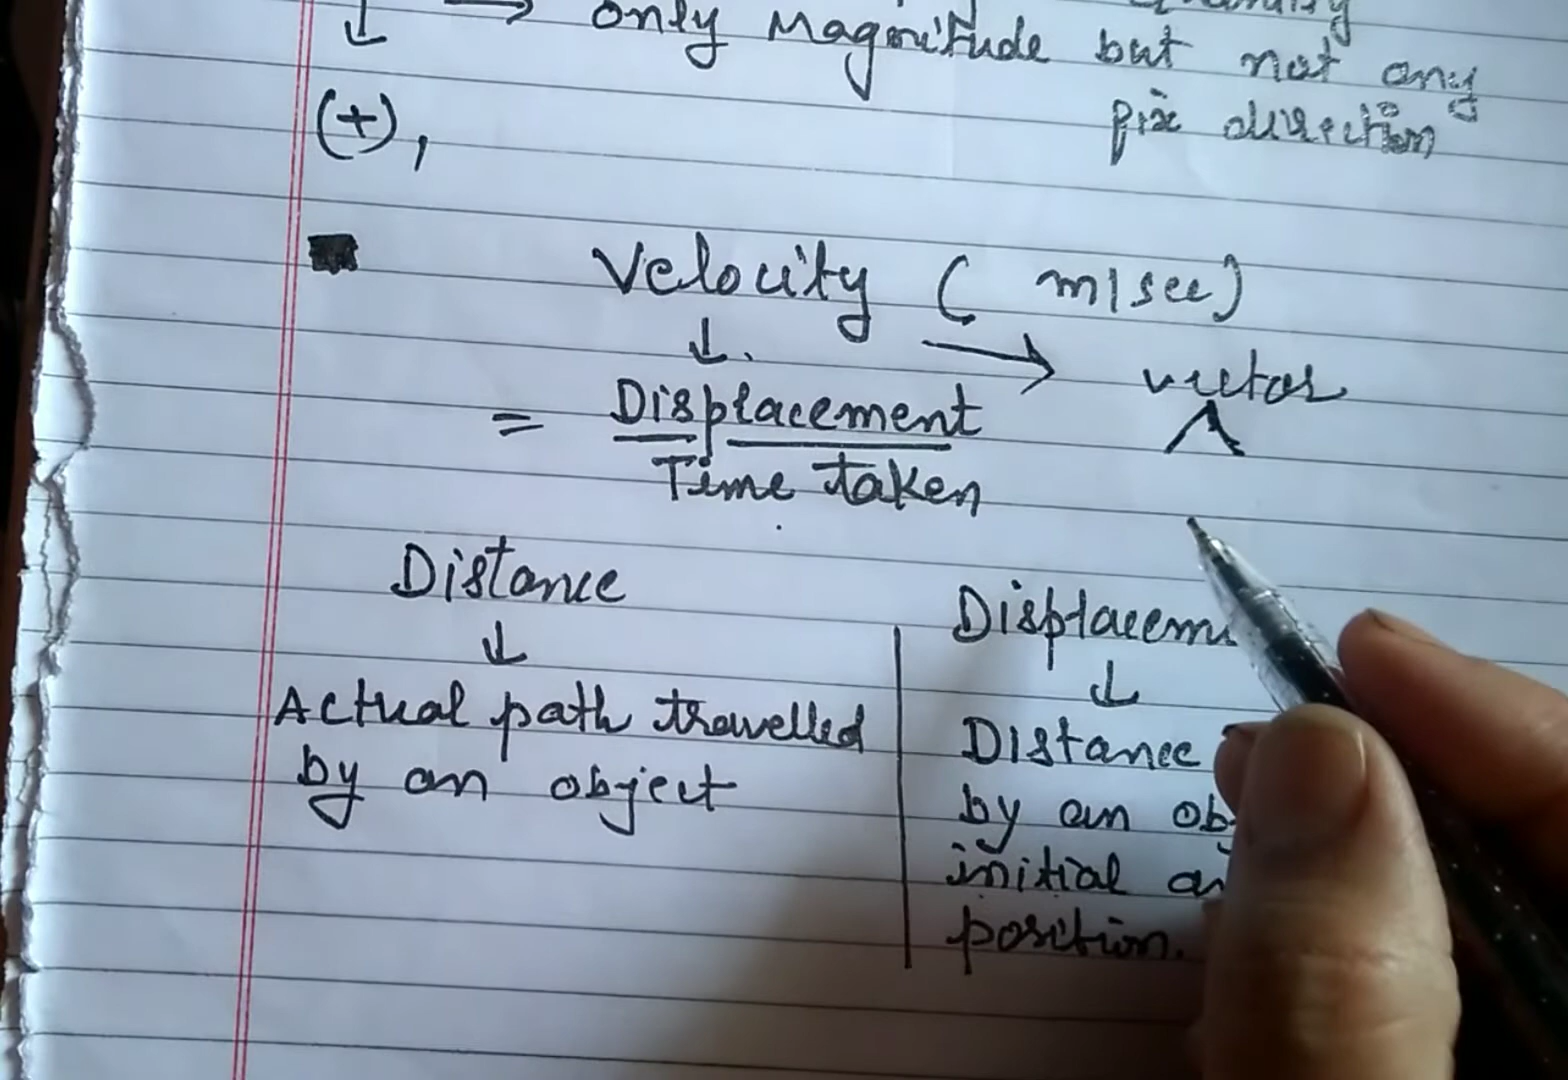 only Magnitude but not any
fix direction
(+),
Velocity ( m/sec)
vector
= Displacement
Time taken
Distance
Displacem
Actual path travelled
by an object
Distance
by an ob
initial an
position.